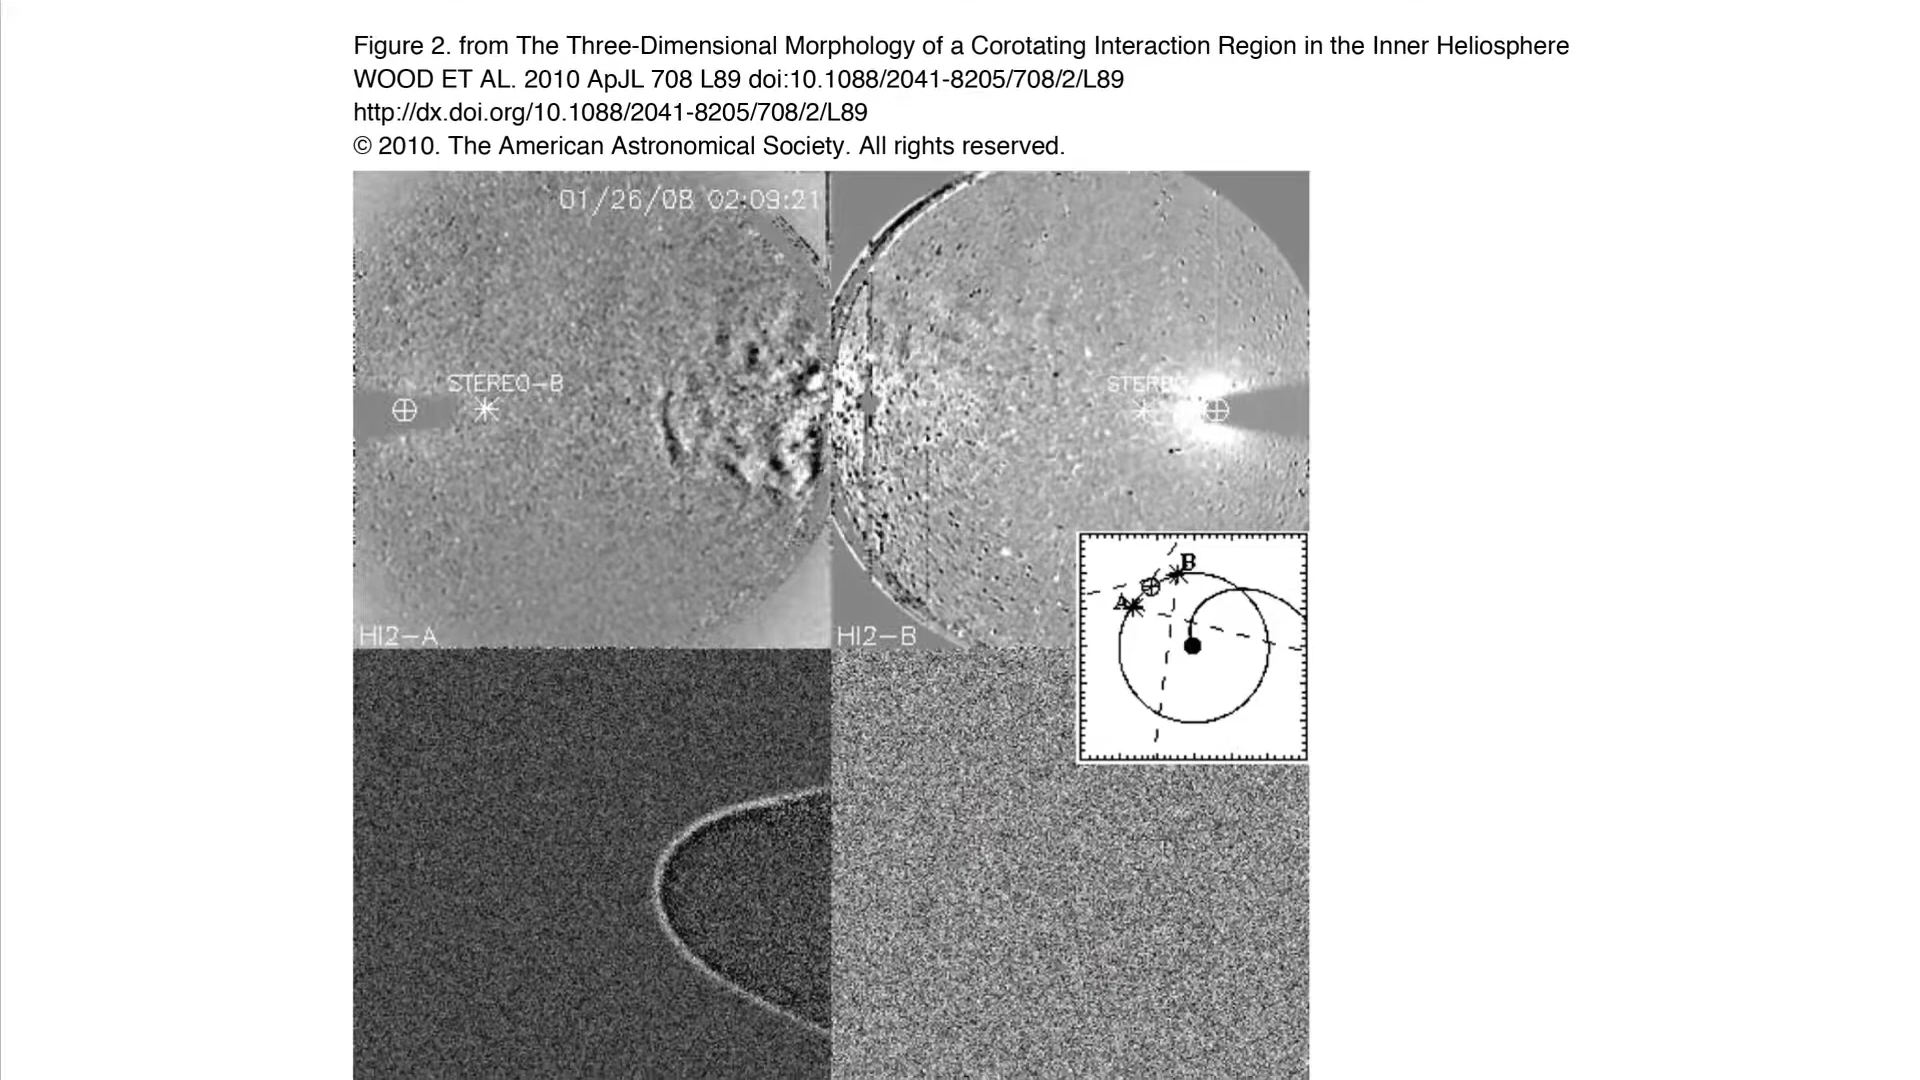 Figure 2. from The Three-Dimensional Morphology of a Corotating Interaction Region in the Inner Heliosphere
WOOD ET AL. 2010 ApJL 708 L89 doi:10.1088/2041-8205/708/2/L89
http://dx.doi.org/10.1088/2041-8205/708/2/L89
© 2010. The American Astronomical Society. All rights reserved.
01/26/08 02:09:21
STEREO-B
HI2-A
HI2-B
B
A